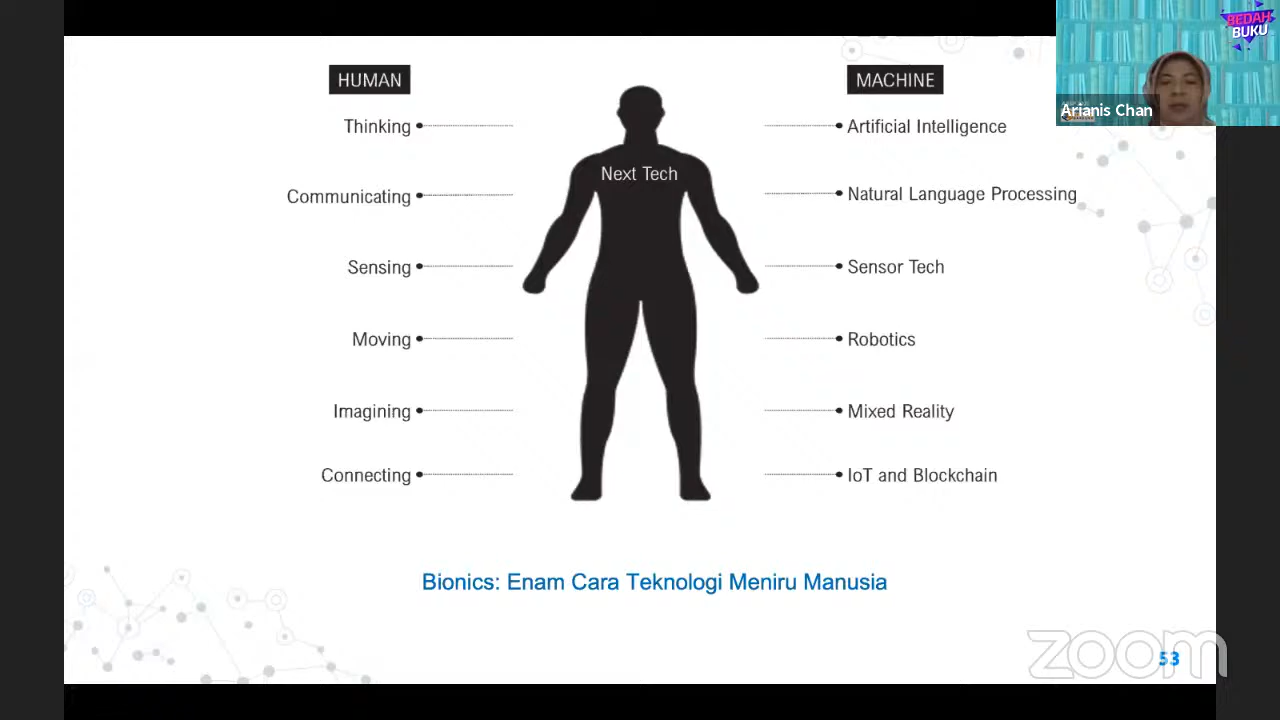 HUMAN
MACHINE
BEDAH
BUKU
Arianis Chan
Thinking
Artificial Intelligence
Next Tech
Communicating
Natural Language Processing
Sensing
Sensor Tech
Moving
Robotics
Imagining
Mixed Reality
Connecting
IoT and Blockchain
Bionics: Enam Cara Teknologi Meniru Manusia
zoom
53